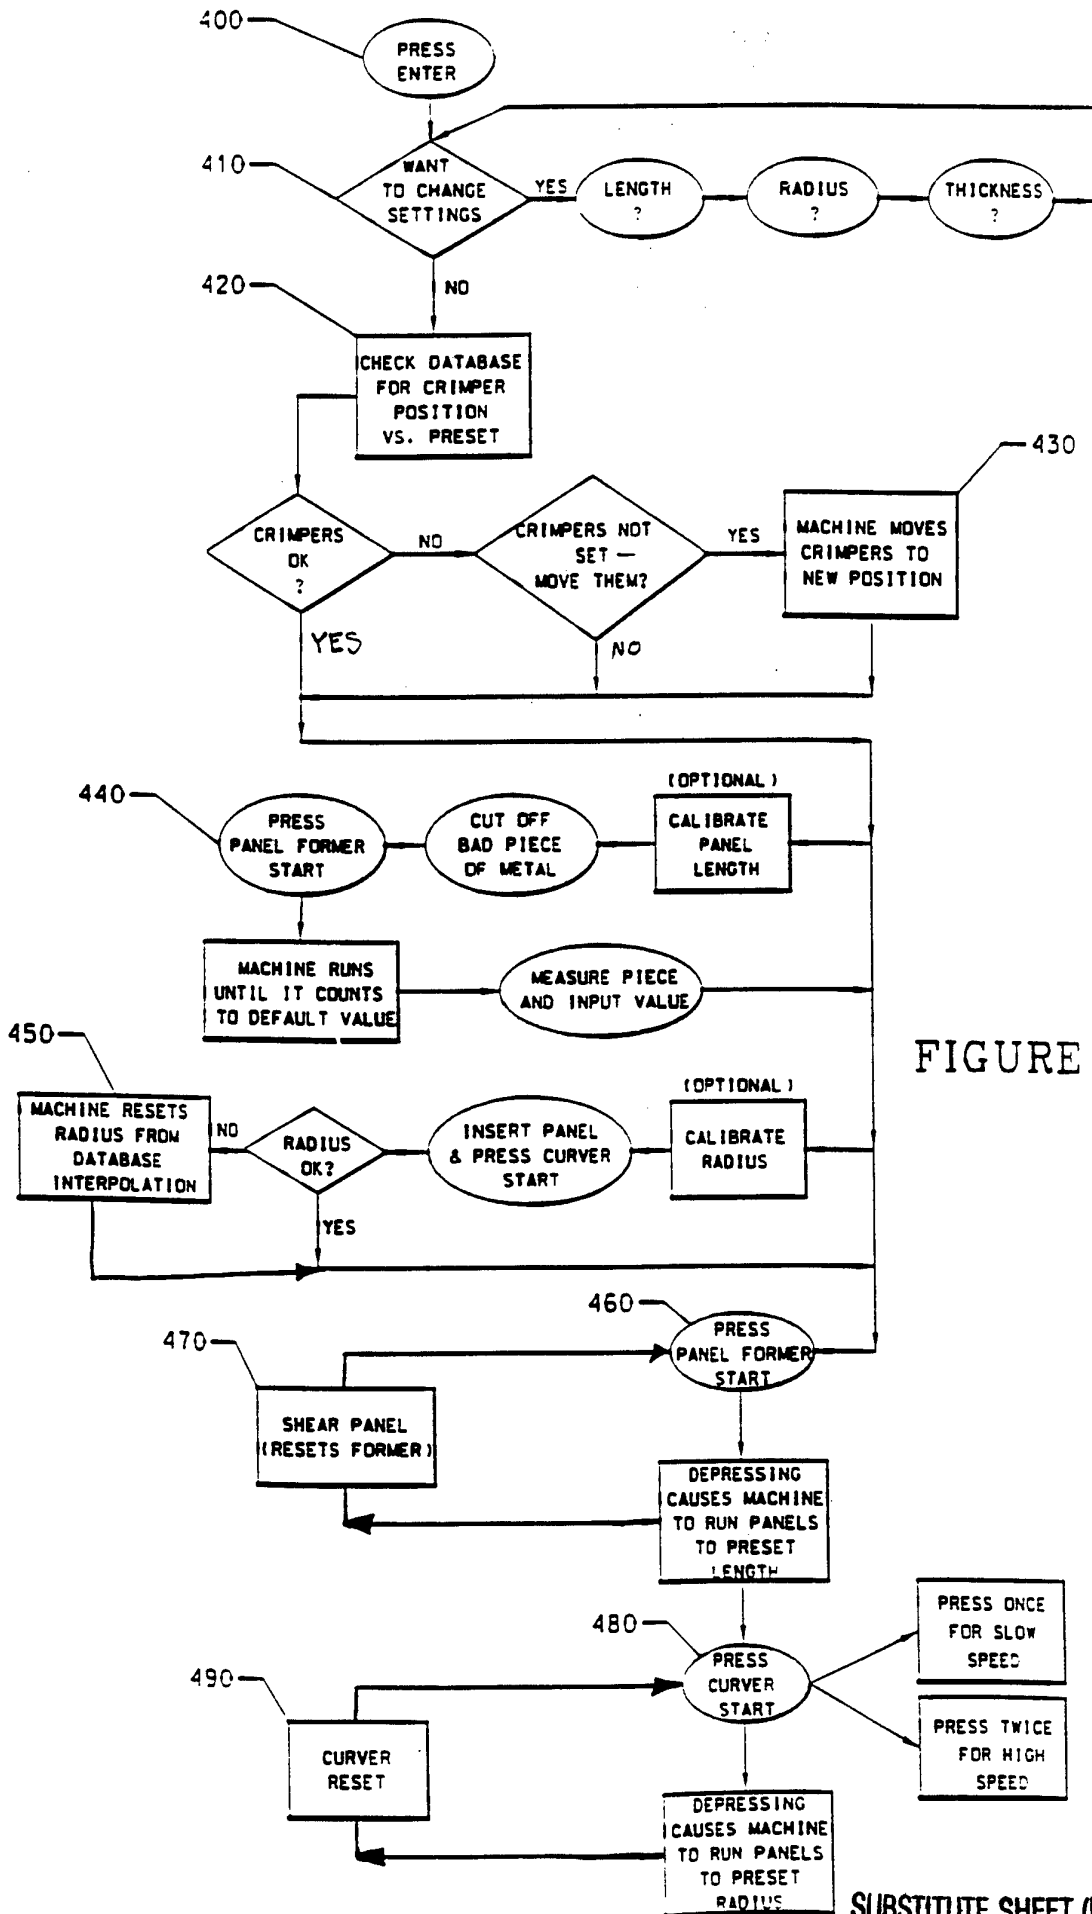 400
PRESS
ENTER
410
WANT
TO CHANGE
SETTINGS
YES
LENGTH
?
RADIUS
?
THICKNESS
?
NO
420
CHECK DATABASE
FOR CRIMPER
POSITION
VS. PRESET
430
CRIMPERS
OK
?
NO
CRIMPERS NOT
SET —
MOVE THEM?
YES
MACHINE MOVES
CRIMPERS TO
NEW POSITION
YES
NO
440
PRESS
PANEL FORMER
START
CUT OFF
BAD PIECE
OF METAL
(OPTIONAL)
CALIBRATE
PANEL
LENGTH
MACHINE RUNS
UNTIL IT COUNTS
TO DEFAULT VALUE
MEASURE PIECE
AND INPUT VALUE
450
FIGURE
MACHINE RESETS
RADIUS FROM
DATABASE
INTERPOLATION
NO
RADIUS
OK?
INSERT PANEL
& PRESS CURVER
START
(OPTIONAL)
CALIBRATE
RADIUS
YES
460
PRESS
PANEL FORMER
START
470
SHEAR PANEL
(RESETS FORMER)
DEPRESSING
CAUSES MACHINE
TO RUN PANELS
TO PRESET
LENGTH
480
PRESS
CURVER
START
PRESS ONCE
FOR SLOW
SPEED
PRESS TWICE
FOR HIGH
SPEED
490
CURVER
RESET
DEPRESSING
CAUSES MACHINE
TO RUN PANELS
TO PRESET
RADIUS
SUBSTITUTE SHEET